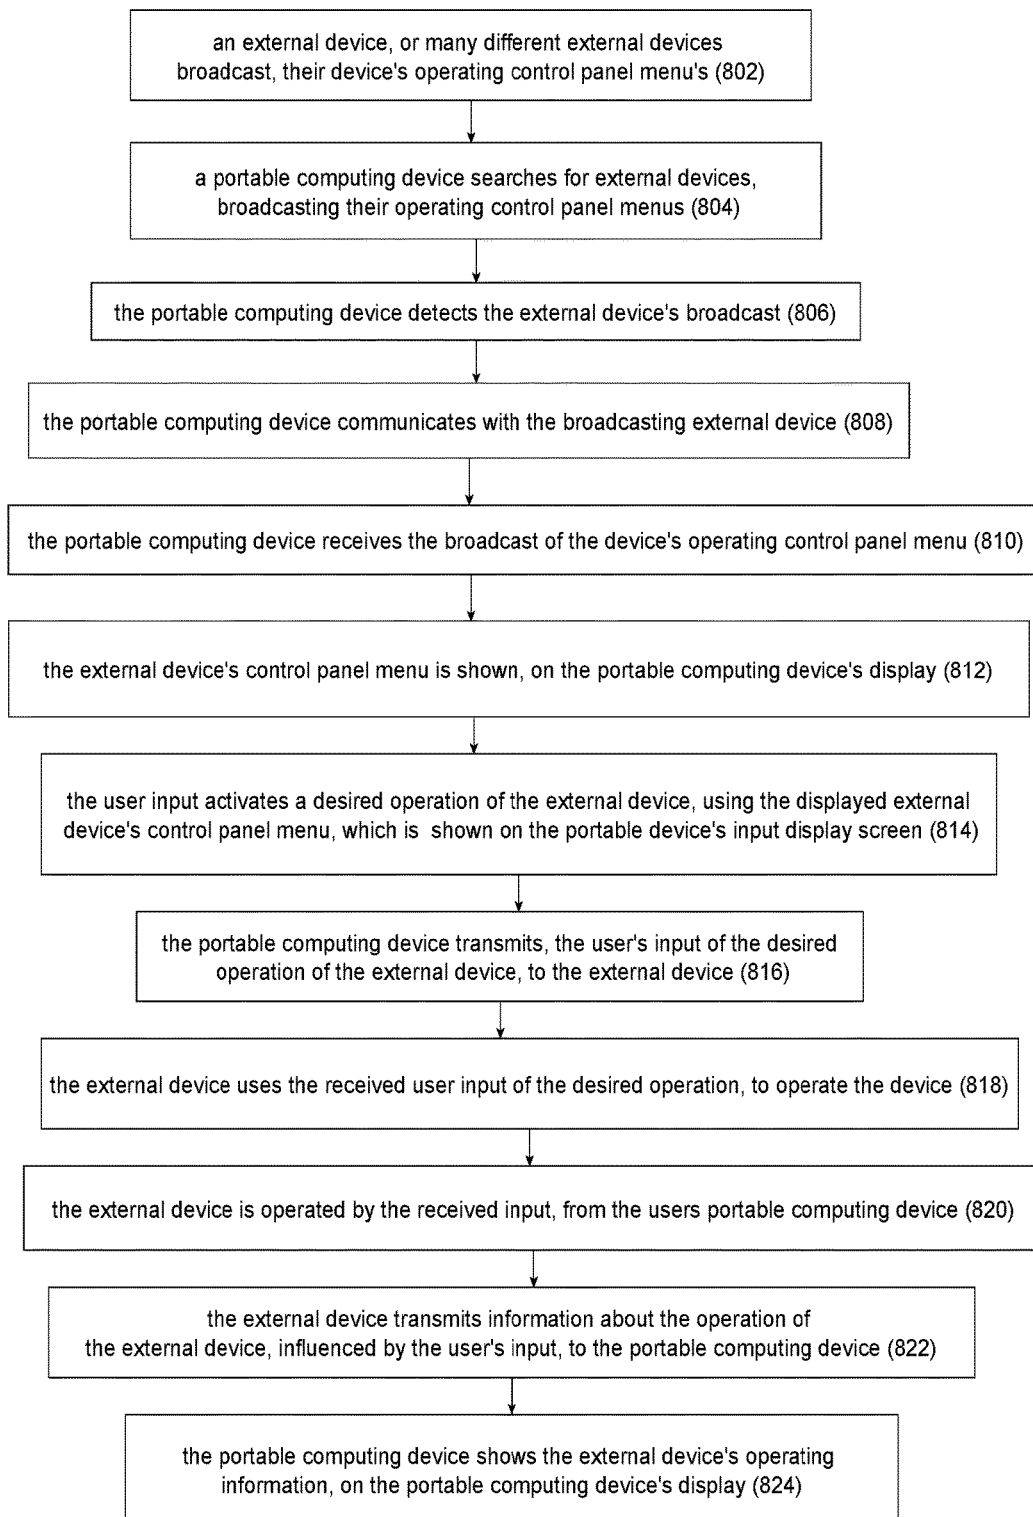 an external device, or many different external devices
broadcast, their device's operating control panel menu's (802)
a portable computing device searches for external devices,
broadcasting their operating control panel menus (804)
the portable computing device detects the external device's broadcast (806)
the portable computing device communicates with the broadcasting external device (808)
the portable computing device receives the broadcast of the device's operating control panel menu (810)
the external device's control panel menu is shown, on the portable computing device's display (812)
the user input activates a desired operation of the external device, using the displayed external
device's control panel menu, which is shown on the portable device's input display screen (814)
the portable computing device transmits, the user's input of the desired
operation of the external device, to the external device (816)
the external device uses the received user input of the desired operation, to operate the device (818)
the external device is operated by the received input, from the users portable computing device (820)
the external device transmits information about the operation of
the external device, influenced by the user's input, to the portable computing device (822)
the portable computing device shows the external device's operating
information, on the portable computing device's display (824)